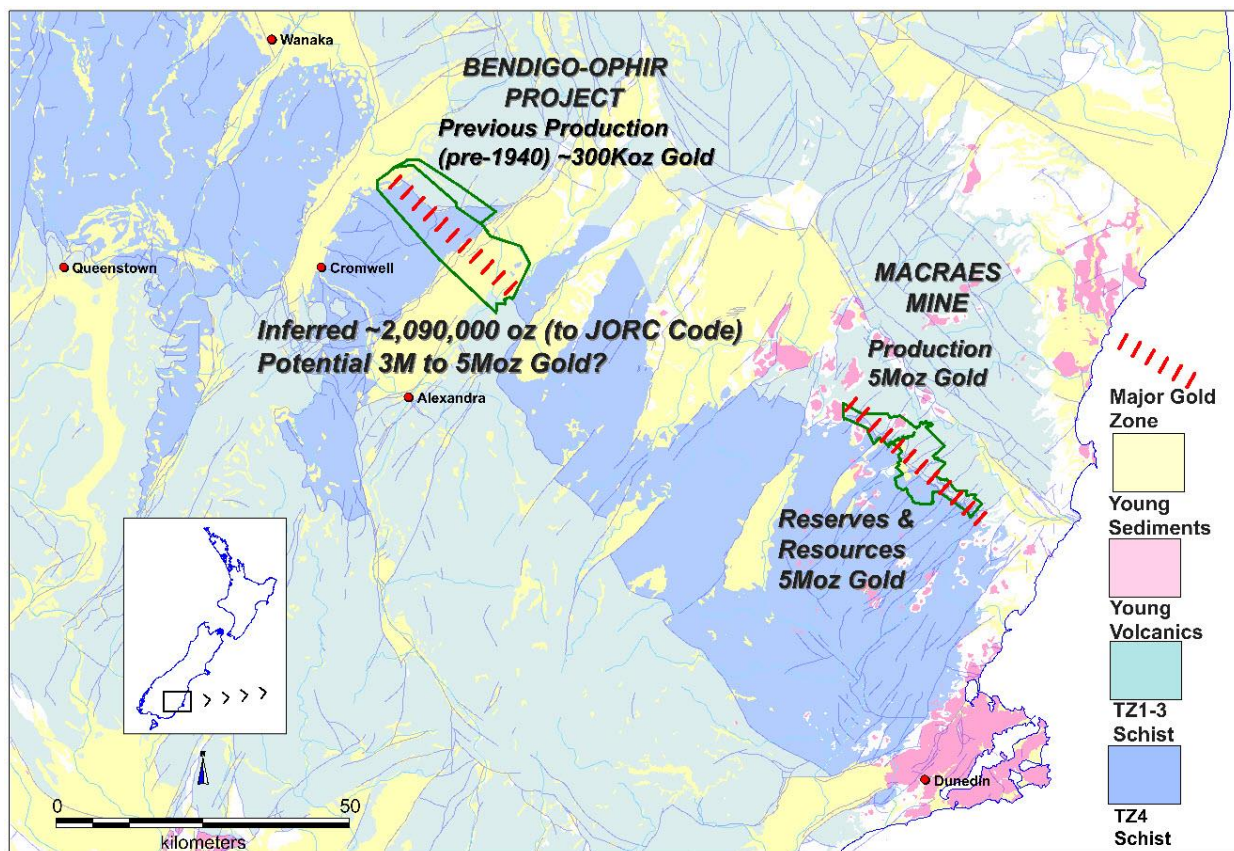 Wanaka
BENDIGO-OPHIR
PROJECT
Previous Production
(pre-1940) ~300Koz Gold
Queenstown
Cromwell
MACRAES
MINE
Inferred ~2,090,000 oz (to JORC Code)
Potential 3M to 5Moz Gold?
Production
5Moz Gold
Alexandra
Major Gold
Zone
Reserves &
Resources
5Moz Gold
Young
Sediments
Young
Volcanics
TZ1-3
Schist
Dunedin
0
50
kilometers
TZ4
Schist